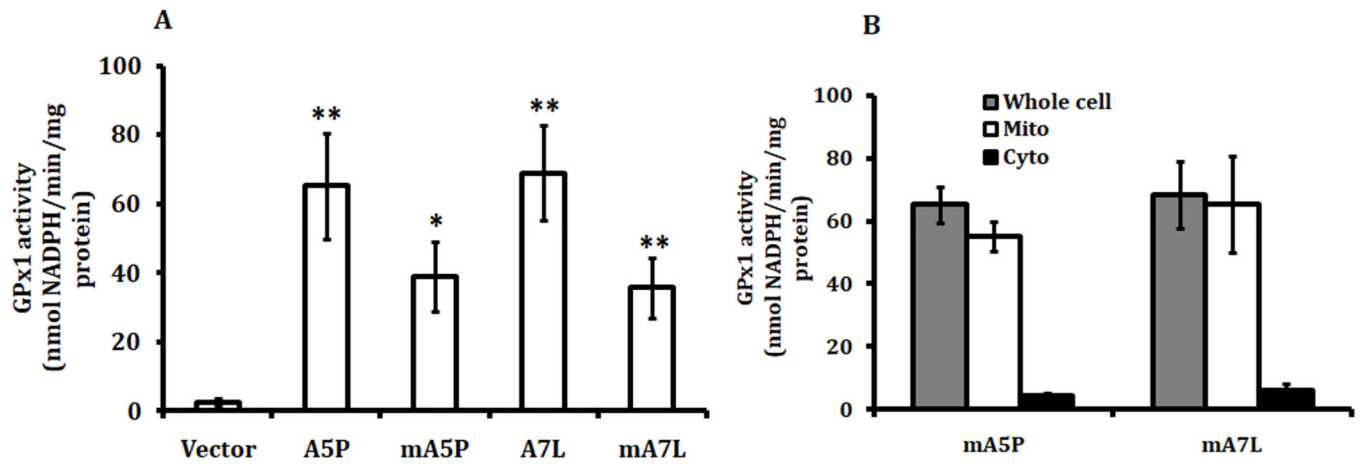 A
GPx1 activity
(nmol NADPH/min/mg
protein)
100
80
60
40
20
0
**
*
**
**
Vector A5P mA5P A7L mA7L
B
GPx1 activity
(nmol NADPH/min/mg
protein)
100
80
60
40
20
0
Whole cell
Mito
Cyto
mA5P mA7L